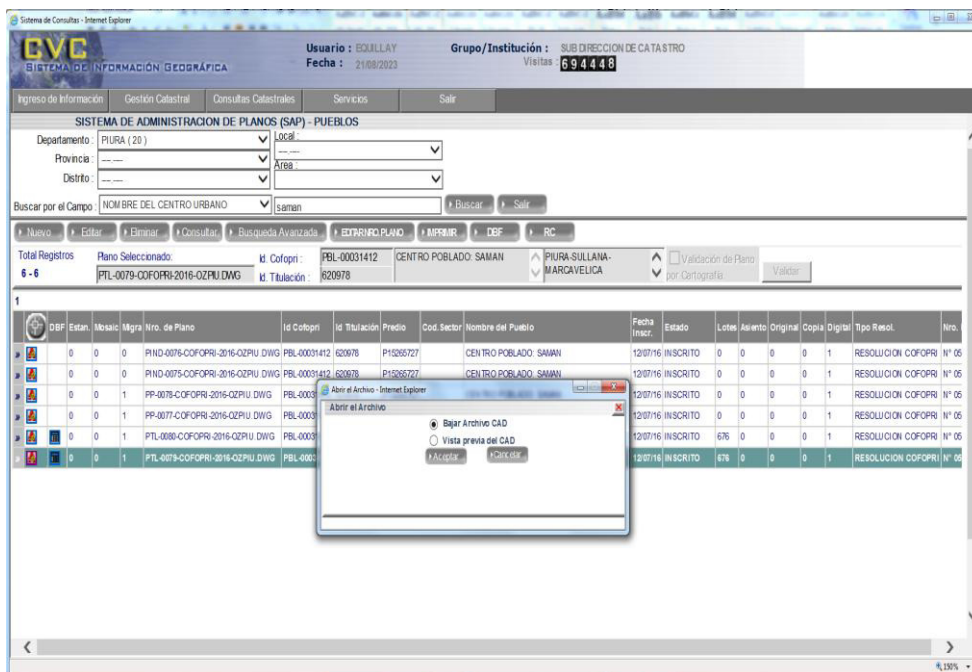 Sistema de Consultas - Internet Explorer
CVC
SISTEMA DE INFORMACIÓN GEOGRÁFICA
Usuario : EQUILLAY
Fecha : 21/08/2023
Grupo/Institución : SUB DIRECCION DE CATASTRO
Visitas : 694448
Ingreso de Información Gestión Catastral Consultas Catastrales Servicios Salir
SISTEMA DE ADMINISTRACION DE PLANOS (SAP) - PUEBLOS
Departamento : PIURA ( 20 ) Local : --.---
Provincia : --.--- Area :
Distrito : --.---
Buscar por el Campo : NOMBRE DEL CENTRO URBANO saman Buscar Salir
Nuevo Editar Eliminar Consultar Busqueda Avanzada EDITAR NRO.PLANO IMPRIMIR DBF RC
Total Registros Plano Seleccionado: Id. Cofopri : PBL-00031412 CENTRO POBLADO: SAMAN PIURA-SULLANA-MARCAVELICA Validación de Plano por Cartografía Validar
6 - 6 PTL-0079-COFOPRI-2016-OZPIU.DWG Id. Titulación : 620978
1
DBF Estan. Mosaic Migra Nro. de Plano Id Cofopri Id Titulación Predio Cod.Sector Nombre del Pueblo Fecha Inscr. Estado Lotes Asiento Original Copia Digital Tipo Resol. Nro.
0 0 0 PIND-0076-COFOPRI-2016-OZPIU.DWG PBL-00031412 620978 P15265727 CENTRO POBLADO: SAMAN 12/07/16 INSCRITO 0 0 0 0 1 RESOLUCION COFOPRI N° 05
0 0 0 PIND-0075-COFOPRI-2016-OZPIU.DWG PBL-00031412 620978 P15265727 CENTRO POBLADO: SAMAN 12/07/16 INSCRITO 0 0 0 0 1 RESOLUCION COFOPRI N° 05
0 0 1 PP-0078-COFOPRI-2016-OZPIU.DWG PBL-0003 12/07/16 INSCRITO 0 0 0 0 1 RESOLUCION COFOPRI N° 05
0 0 1 PP-0077-COFOPRI-2016-OZPIU.DWG PBL-0003 12/07/16 INSCRITO 0 0 0 0 1 RESOLUCION COFOPRI N° 05
0 0 1 PTL-0080-COFOPRI-2016-OZPIU.DWG PBL-0003 12/07/16 INSCRITO 676 0 0 0 1 RESOLUCION COFOPRI N° 05
0 0 1 PTL-0079-COFOPRI-2016-OZPIU.DWG PBL-0003 12/07/16 INSCRITO 676 0 0 0 1 RESOLUCION COFOPRI N° 05
Abrir el Archivo - Internet Explorer
Abrir el Archivo
Bajar Archivo CAD
Vista previa del CAD
Aceptar Cancelar
130%